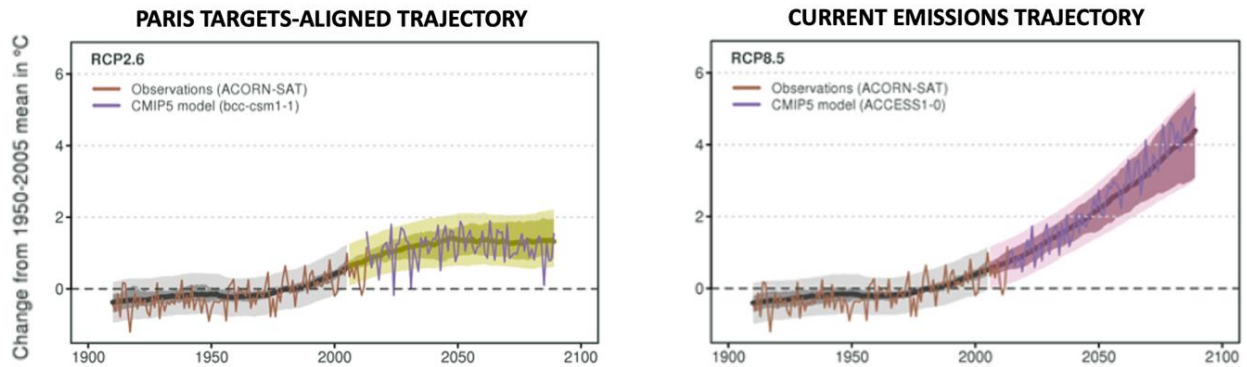 PARIS TARGETS-ALIGNED TRAJECTORY
Change from 1950-2005 mean in °C
RCP2.6
Observations (ACORN-SAT)
CMIP5 model (bcc-csm1-1)
6
4
2
0
1900 1950 2000 2050 2100
CURRENT EMISSIONS TRAJECTORY
RCP8.5
Observations (ACORN-SAT)
CMIP5 model (ACCESS1-0)
6
4
2
0
1900 1950 2000 2050 2100